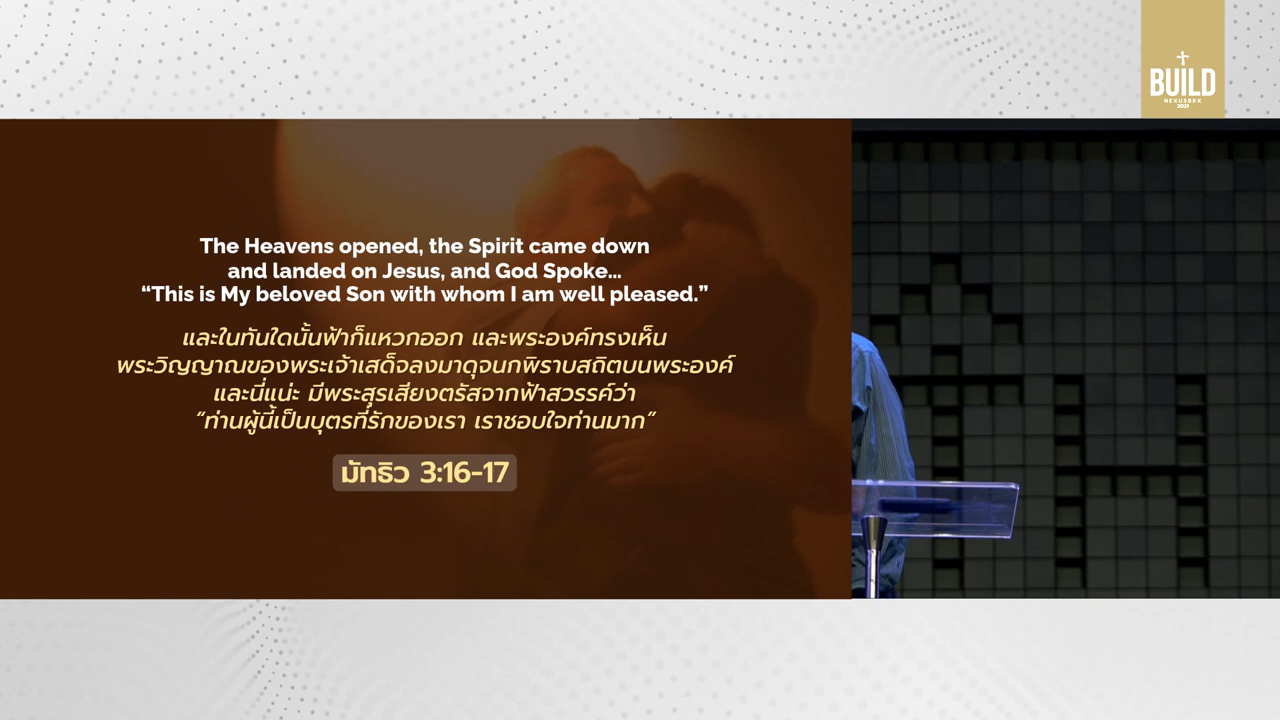 BUILD
NEXUSBKK
2021
The Heavens opened, the Spirit came down
and landed on Jesus, and God Spoke...
“This is My beloved Son with whom I am well pleased.”
และในทันใดนั้นฟ้าก็แหวกออก และพระองค์ทรงเห็น
พระวิญญาณของพระเจ้าเสด็จลงมาดุจนกพิราบสถิตบนพระองค์
และนี่แน่ะ มีพระสุรเสียงตรัสจากฟ้าสวรรค์ว่า
“ท่านผู้นี้เป็นบุตรที่รักของเรา เราชอบใจท่านมาก”
มัทธิว 3:16-17